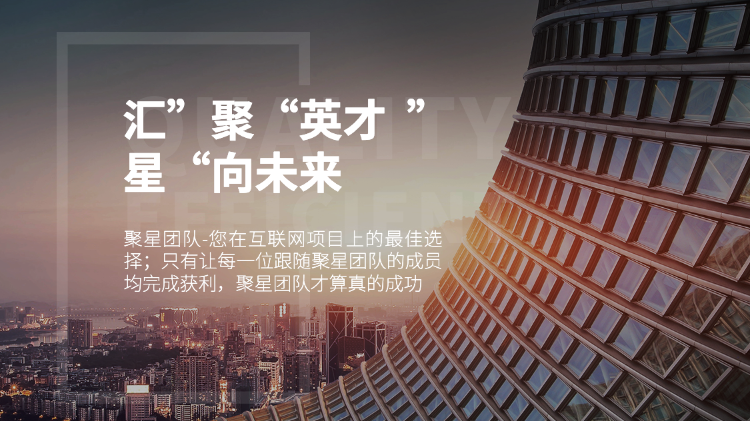 汇”聚“英才 ”
星“向未来
QUALITY
EFFICIEN
聚星团队-您在互联网项目上的最佳选
择；只有让每一位跟随聚星团队的成员
均完成获利，聚星团队才算真的成功